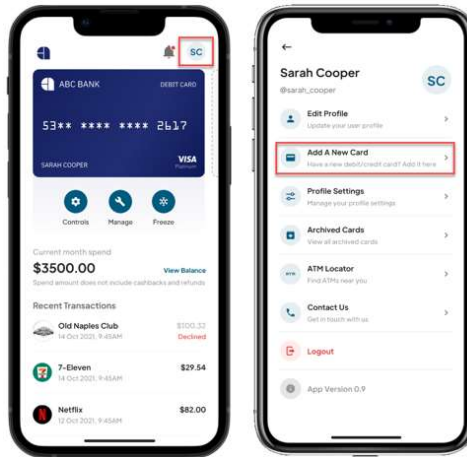 SC
ABC BANK
DEBIT CARD
53** **** **** 2617
SARAH COOPER
VISA
Platinum
Controls
Manage
Freeze
Current month spend
$3500.00
View Balance
Spend amount does not include cashbacks and refunds
Recent Transactions
Old Naples Club
$300.32
14 Oct 2021, 9:45AM
Declined
7-Eleven
$29.54
14 Oct 2021, 9:45AM
Netflix
$82.00
12 Oct 2021, 9:45AM
Sarah Cooper
@sarah_cooper
SC
Edit Profile
Update your user profile
Add A New Card
Have a new debit/credit card? Add it here
Profile Settings
Manage your profile settings
Archived Cards
View all archived cards
ATM
ATM Locator
Find ATMs near you
Contact Us
Get in touch with us
Logout
App Version 0.9